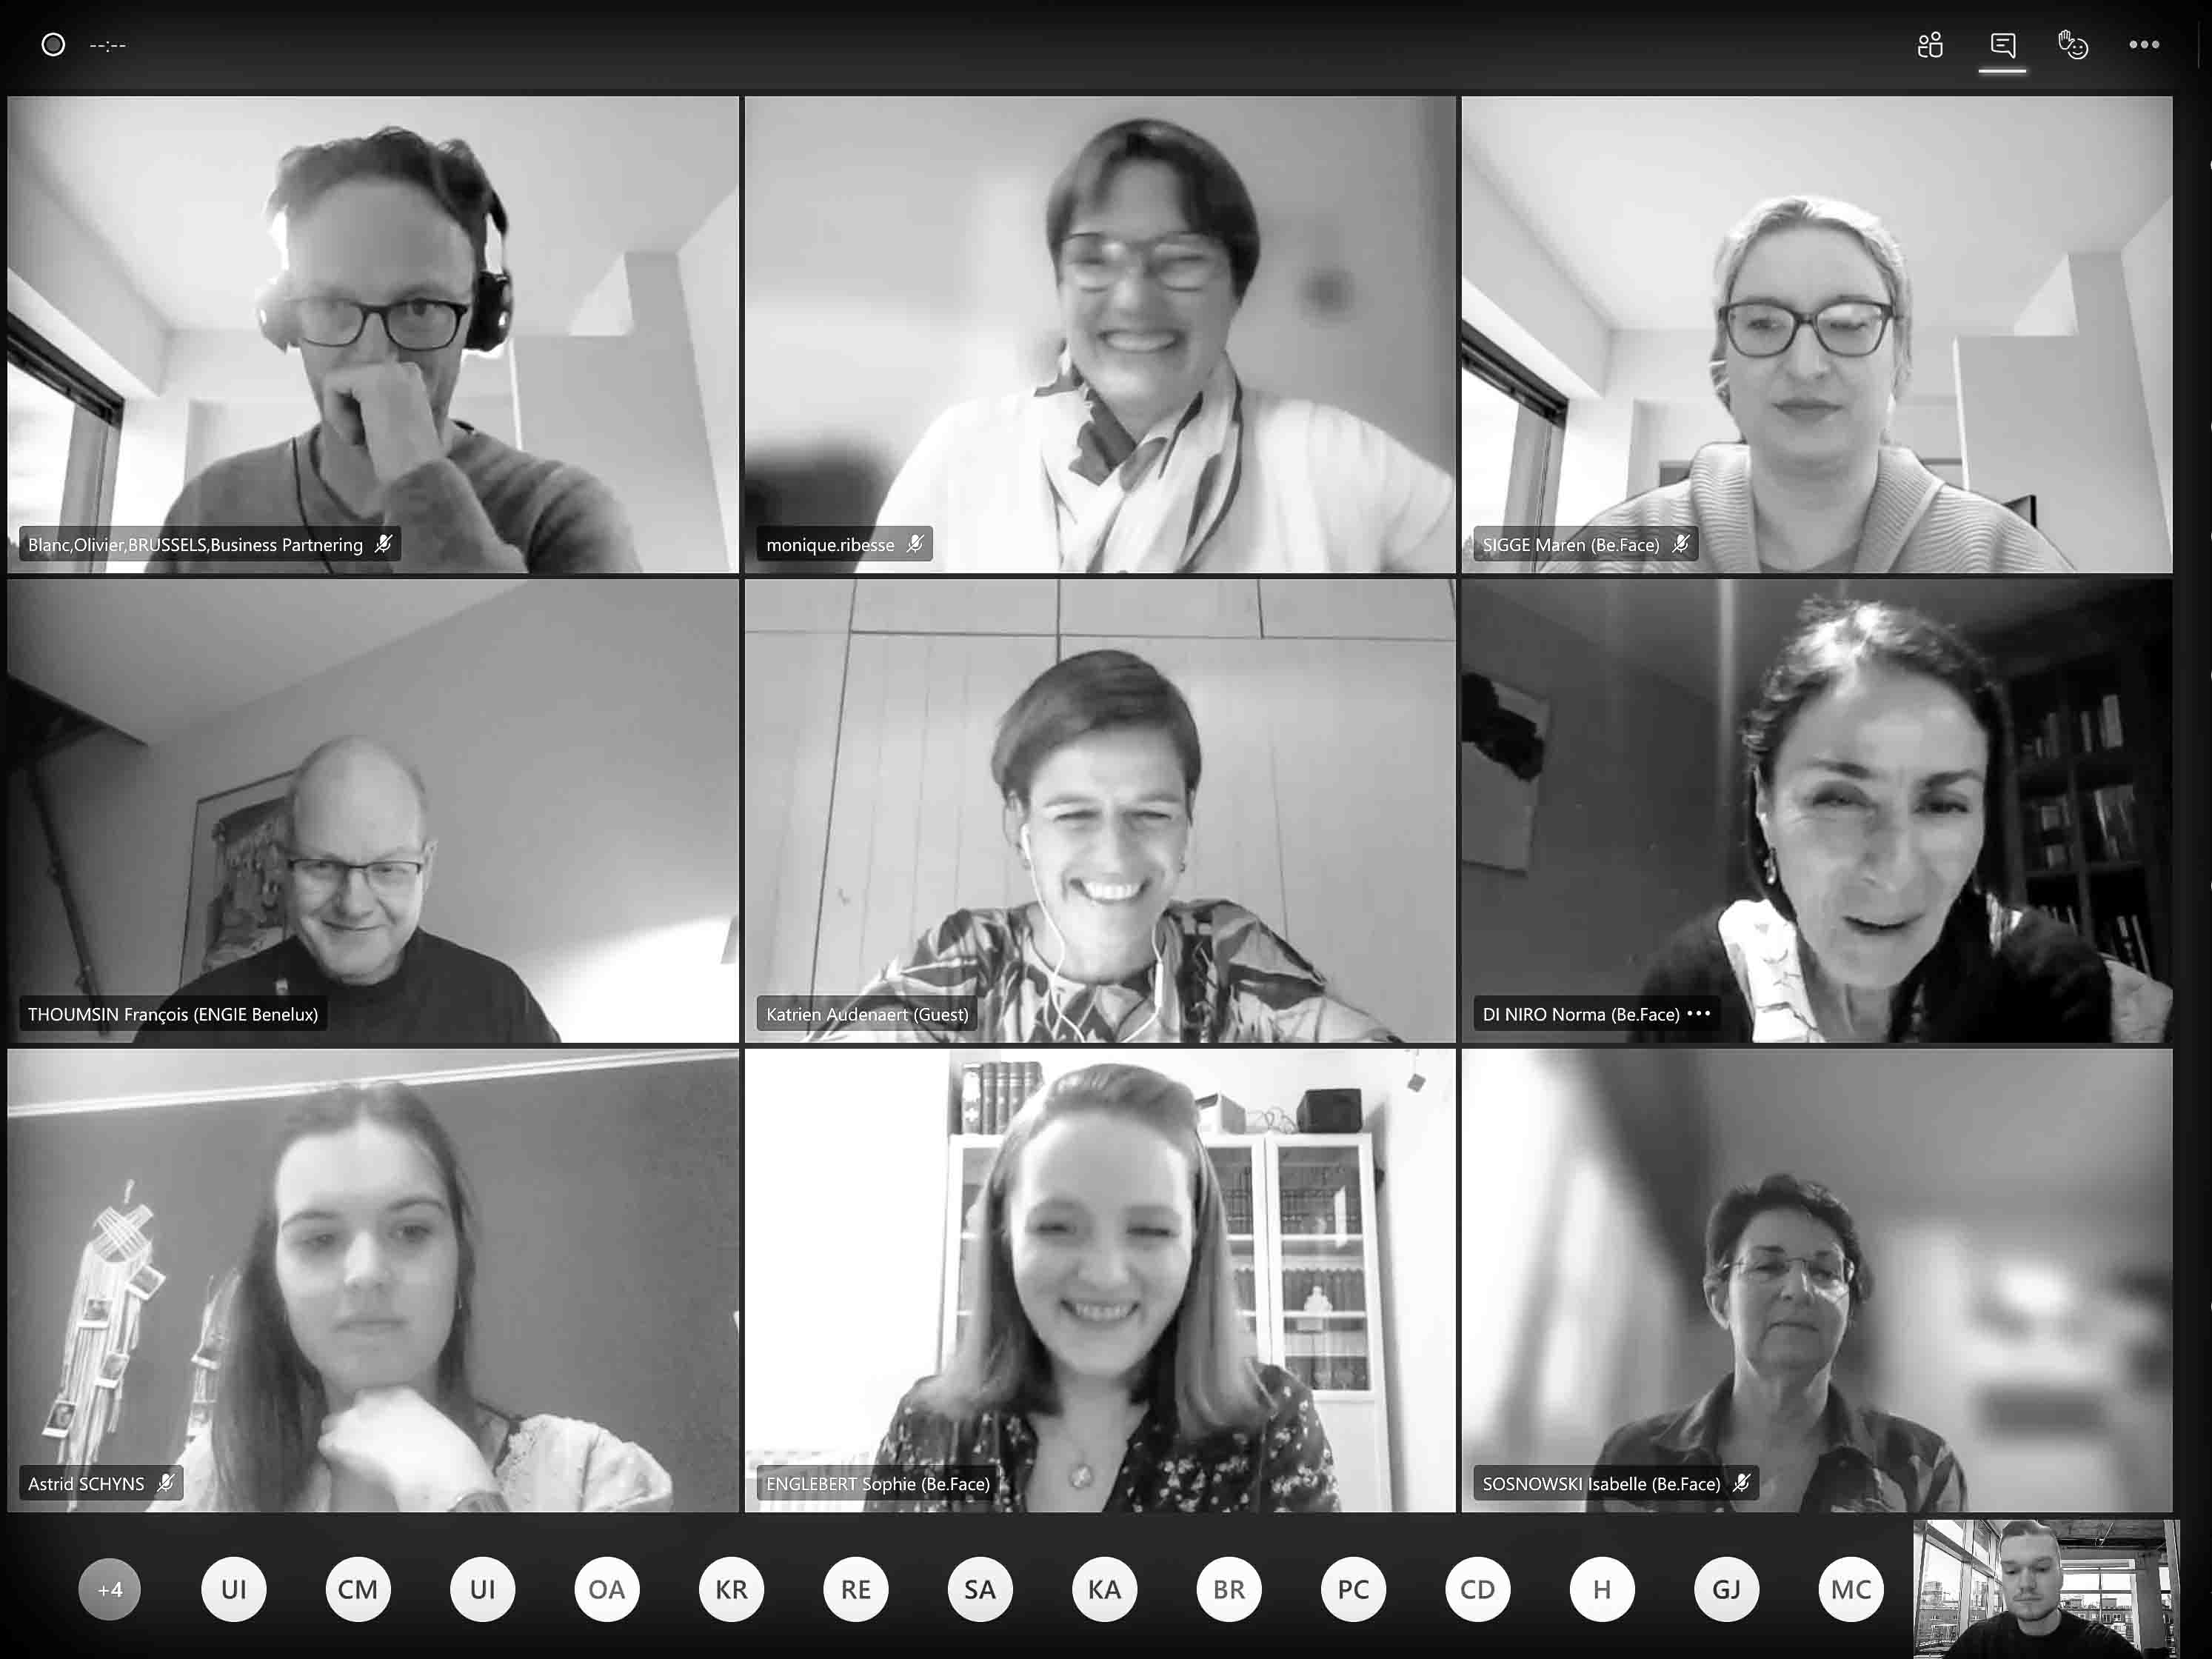 --:--
Blanc,Olivier,BRUSSELS,Business Partnering
monique.ribesse
SIGGE Maren (Be.Face)
THOUMSIN François (ENGIE Benelux)
Katrien Audenaert (Guest)
DI NIRO Norma (Be.Face) •••
Astrid SCHYNS
ENGLEBERT Sophie (Be.Face)
SOSNOWSKI Isabelle (Be.Face)
+4 UI CM UI OA KR RE SA KA BR PC CD H GJ MC